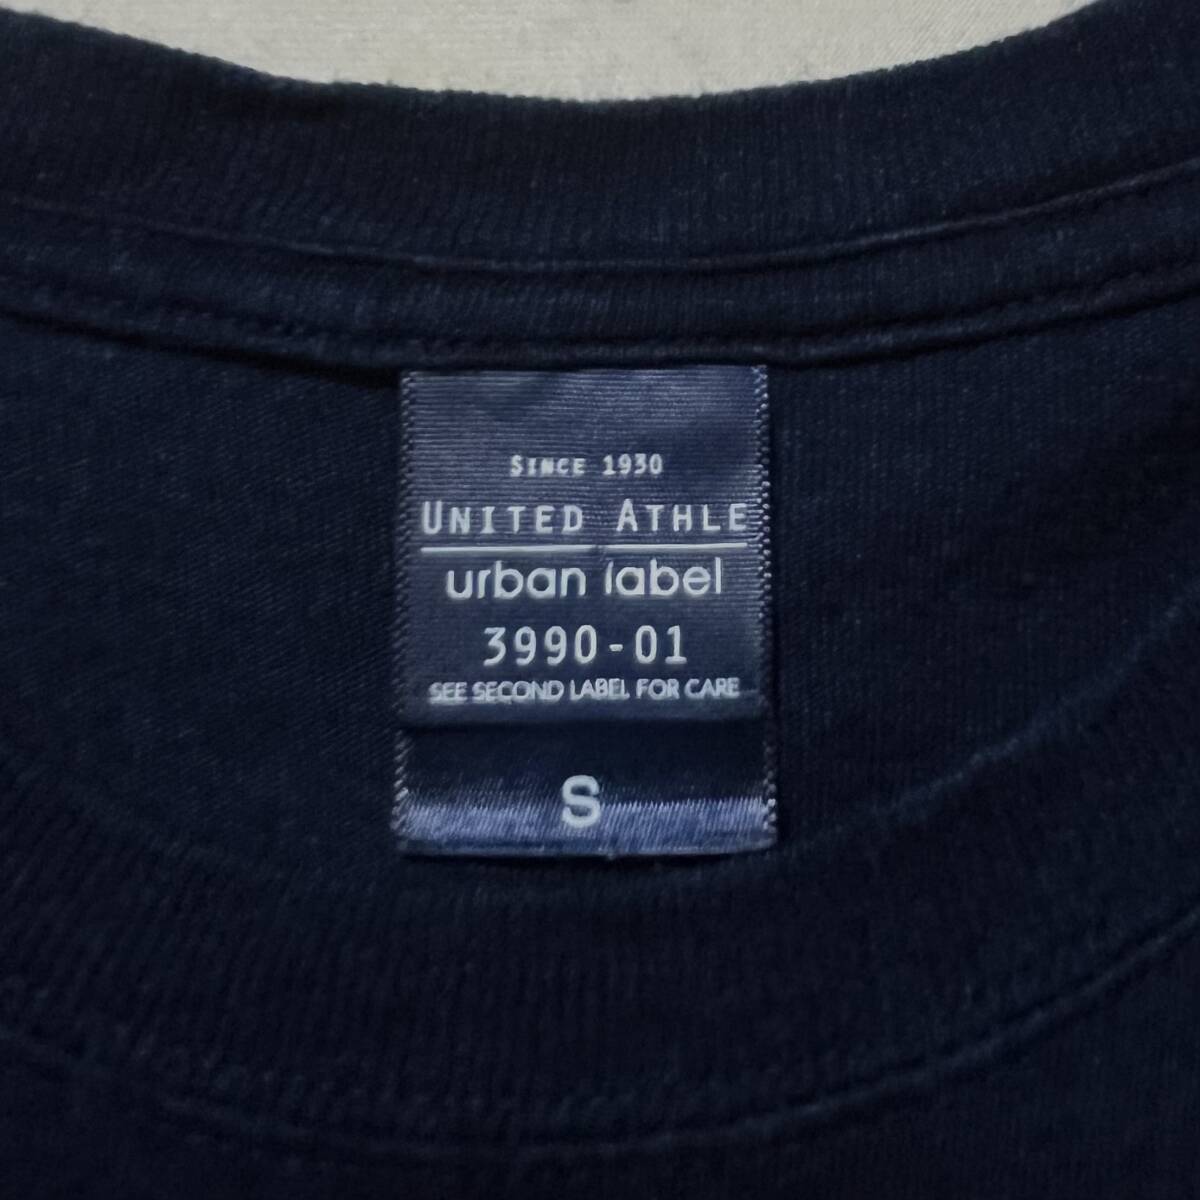 SINCE 1930
UNITED ATHLE
urban label
3990-01
SEE SECOND LABEL FOR CARE
S